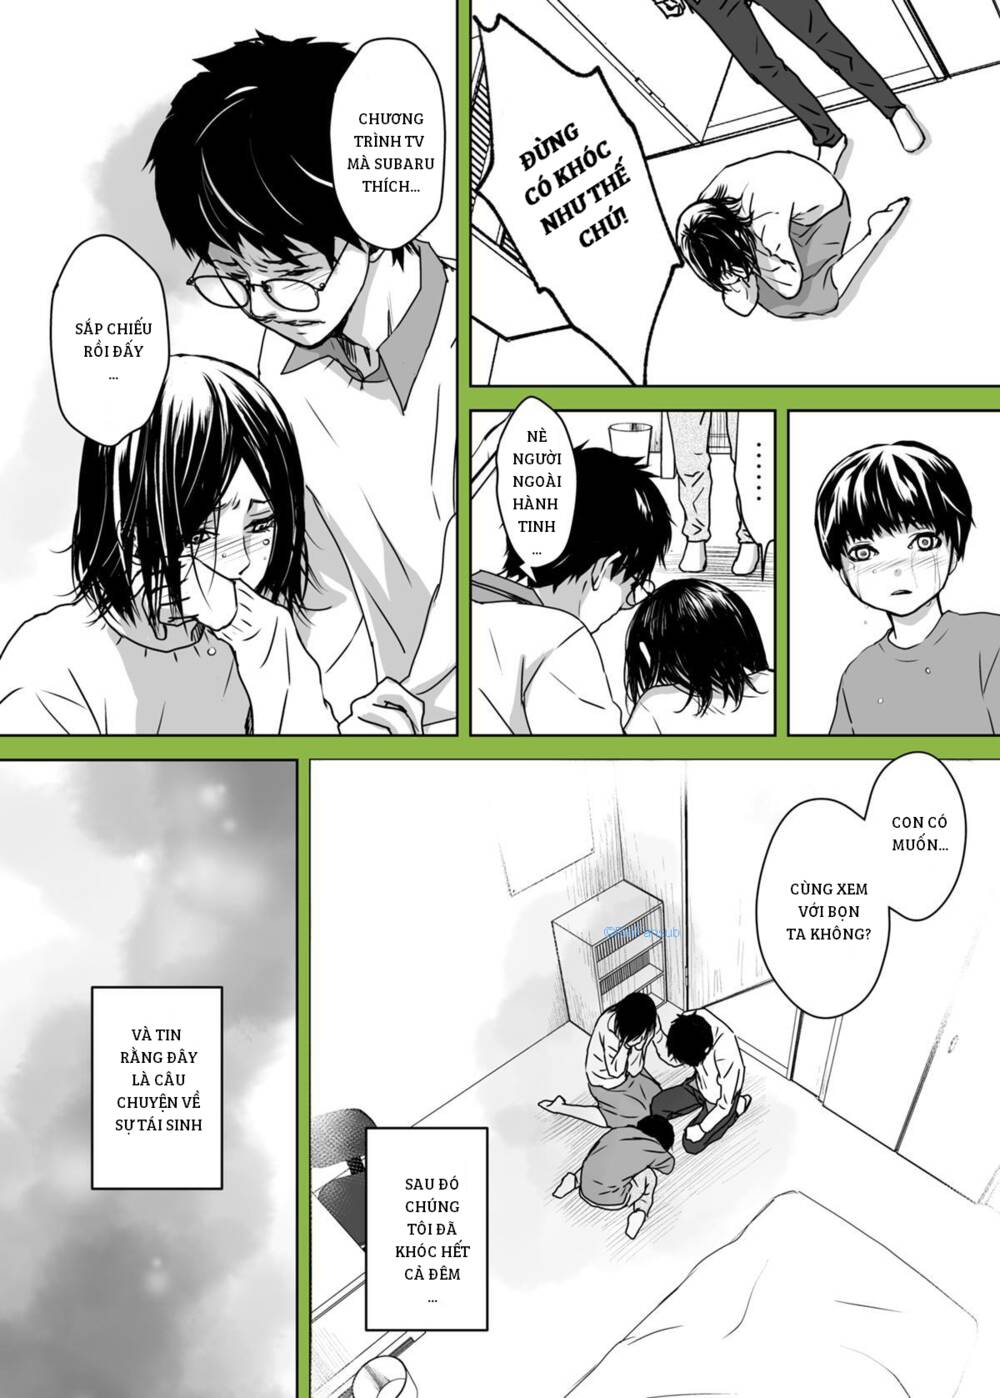 ĐỪNG
CÓ KHÓC
NHƯ THẾ
CHỨ!
CHƯƠNG
TRÌNH TV
MÀ SUBARU
THÍCH...
SẮP CHIẾU
RỒI ĐẤY
...
NÈ
NGƯỜI
NGOÀI
HÀNH
TINH
...
CON CÓ
MUỐN...
CÙNG XEM
VỚI BỌN
TA KHÔNG?
SAU ĐÓ
CHÚNG
TÔI ĐÃ
KHÓC HẾT
CẢ ĐÊM
...
VÀ TIN
RẰNG ĐÂY
LÀ CÂU
CHUYỆN VỀ
SỰ TÁI SINH